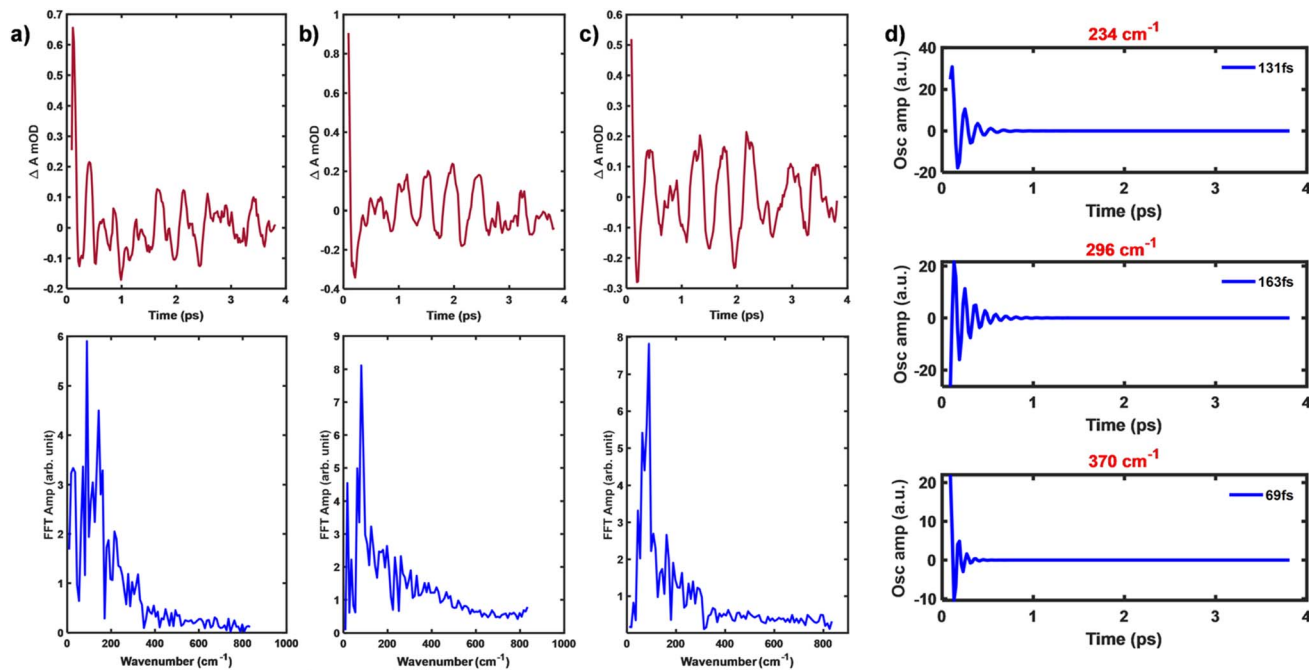 a)
0.7
0.6
0.5
0.4
0.3
0.2
0.1
0
-0.1
-0.2
△ A mOD
0 1 2 3 4
Time (ps)
b)
1
0.8
0.6
0.4
0.2
0
-0.2
-0.4
△ A mOD
0 1 2 3 4
Time (ps)
c)
0.6
0.5
0.4
0.3
0.2
0.1
0
-0.1
-0.2
-0.3
△ A mOD
0 1 2 3 4
Time (ps)
6
5
4
3
2
1
0
FFT Amp (arb. unit)
0 200 400 600 800 1000
Wavenumber (cm⁻¹)
9
8
7
6
5
4
3
2
1
0
FFT Amp (arb. unit)
0 200 400 600 800 1000
Wavenumber (cm⁻¹)
8
7
6
5
4
3
2
1
0
FFT Amp (arb. unit)
0 200 400 600 800
Wavenumber (cm⁻¹)
d)
234 cm⁻¹
40
20
0
-20
Osc amp (a.u.)
131fs
0 1 2 3 4
Time (ps)
296 cm⁻¹
20
0
-20
Osc amp (a.u.)
163fs
0 1 2 3 4
Time (ps)
370 cm⁻¹
20
10
0
-10
Osc amp (a.u.)
69fs
0 1 2 3 4
Time (ps)